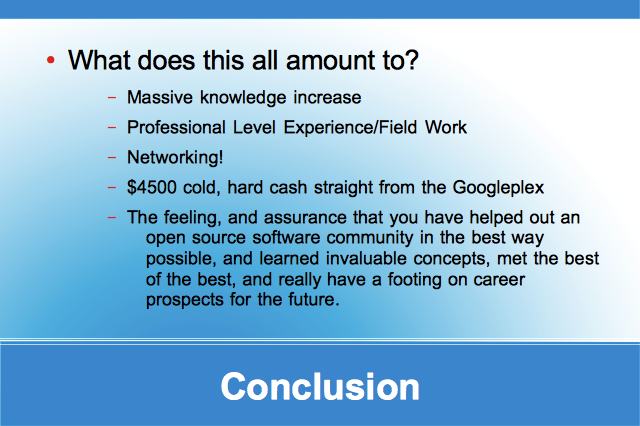 • What does this all amount to?
– Massive knowledge increase
– Professional Level Experience/Field Work
– Networking!
– $4500 cold, hard cash straight from the Googleplex
– The feeling, and assurance that you have helped out an
open source software community in the best way
possible, and learned invaluable concepts, met the best
of the best, and really have a footing on career
prospects for the future.
Conclusion